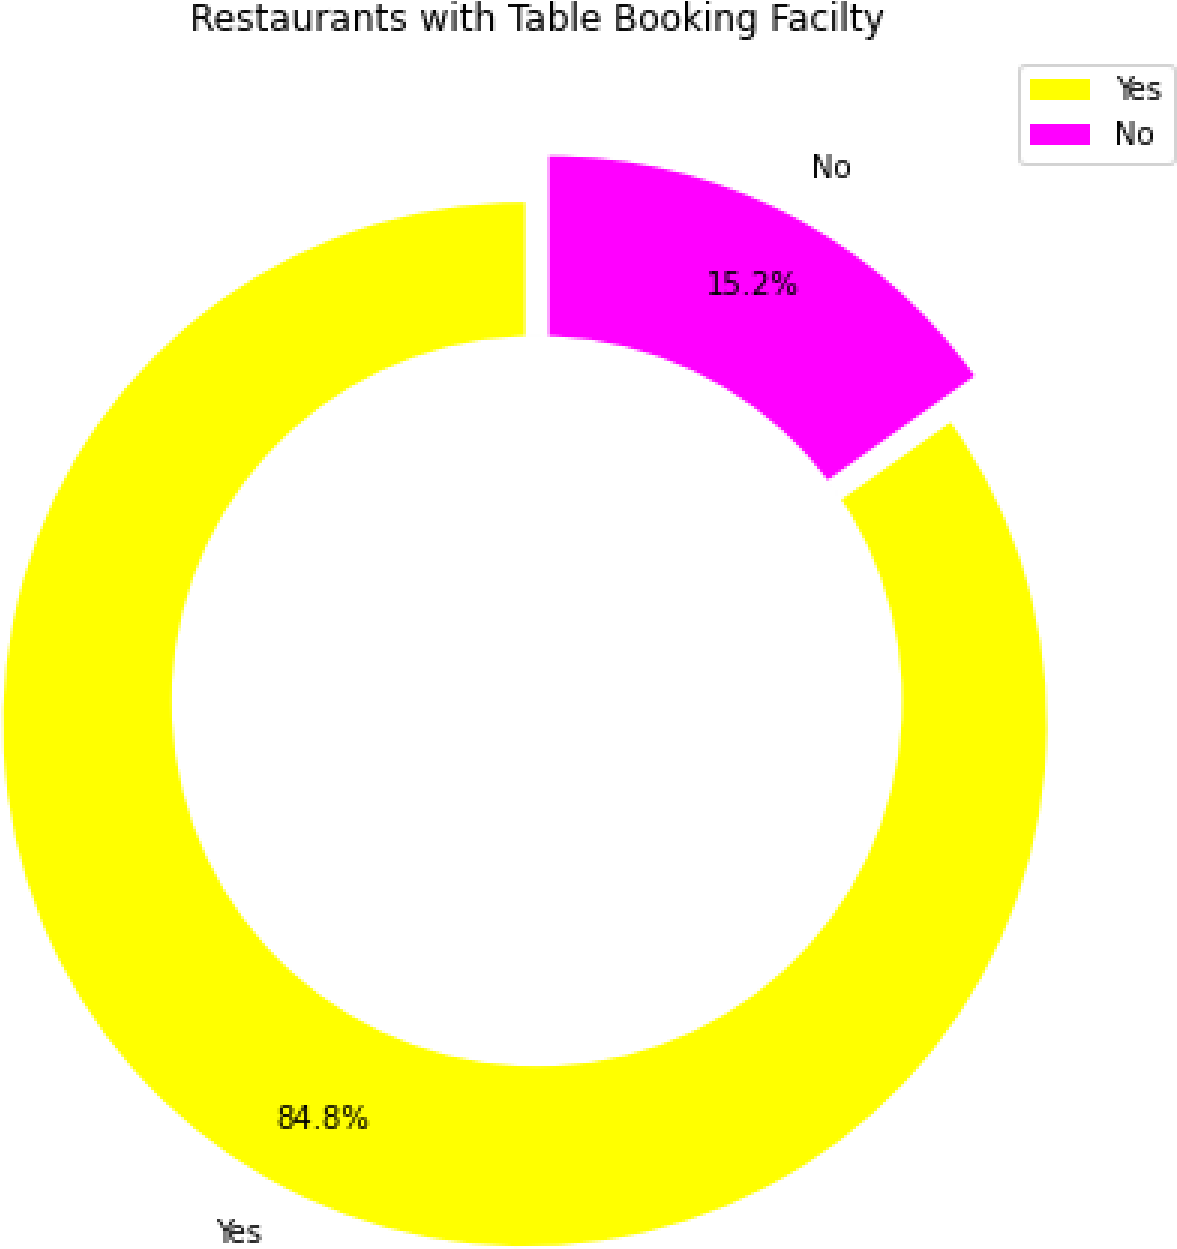 Restaurants with Table Booking Facilty
Yes
No
No
15.2%
84.8%
Yes